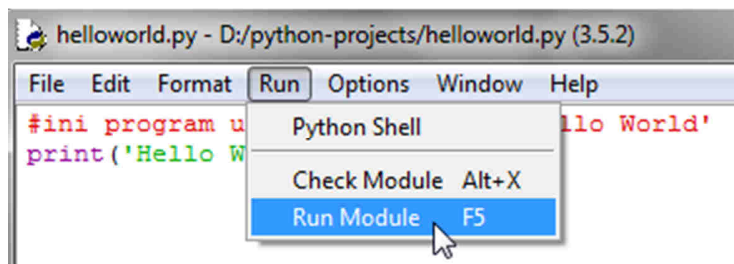 helloworld.py - D:/python-projects/helloworld.py (3.5.2)
File Edit Format Run Options Window Help
#ini program u
llo World'
print('Hello W
Python Shell
Check Module Alt+X
Run Module F5